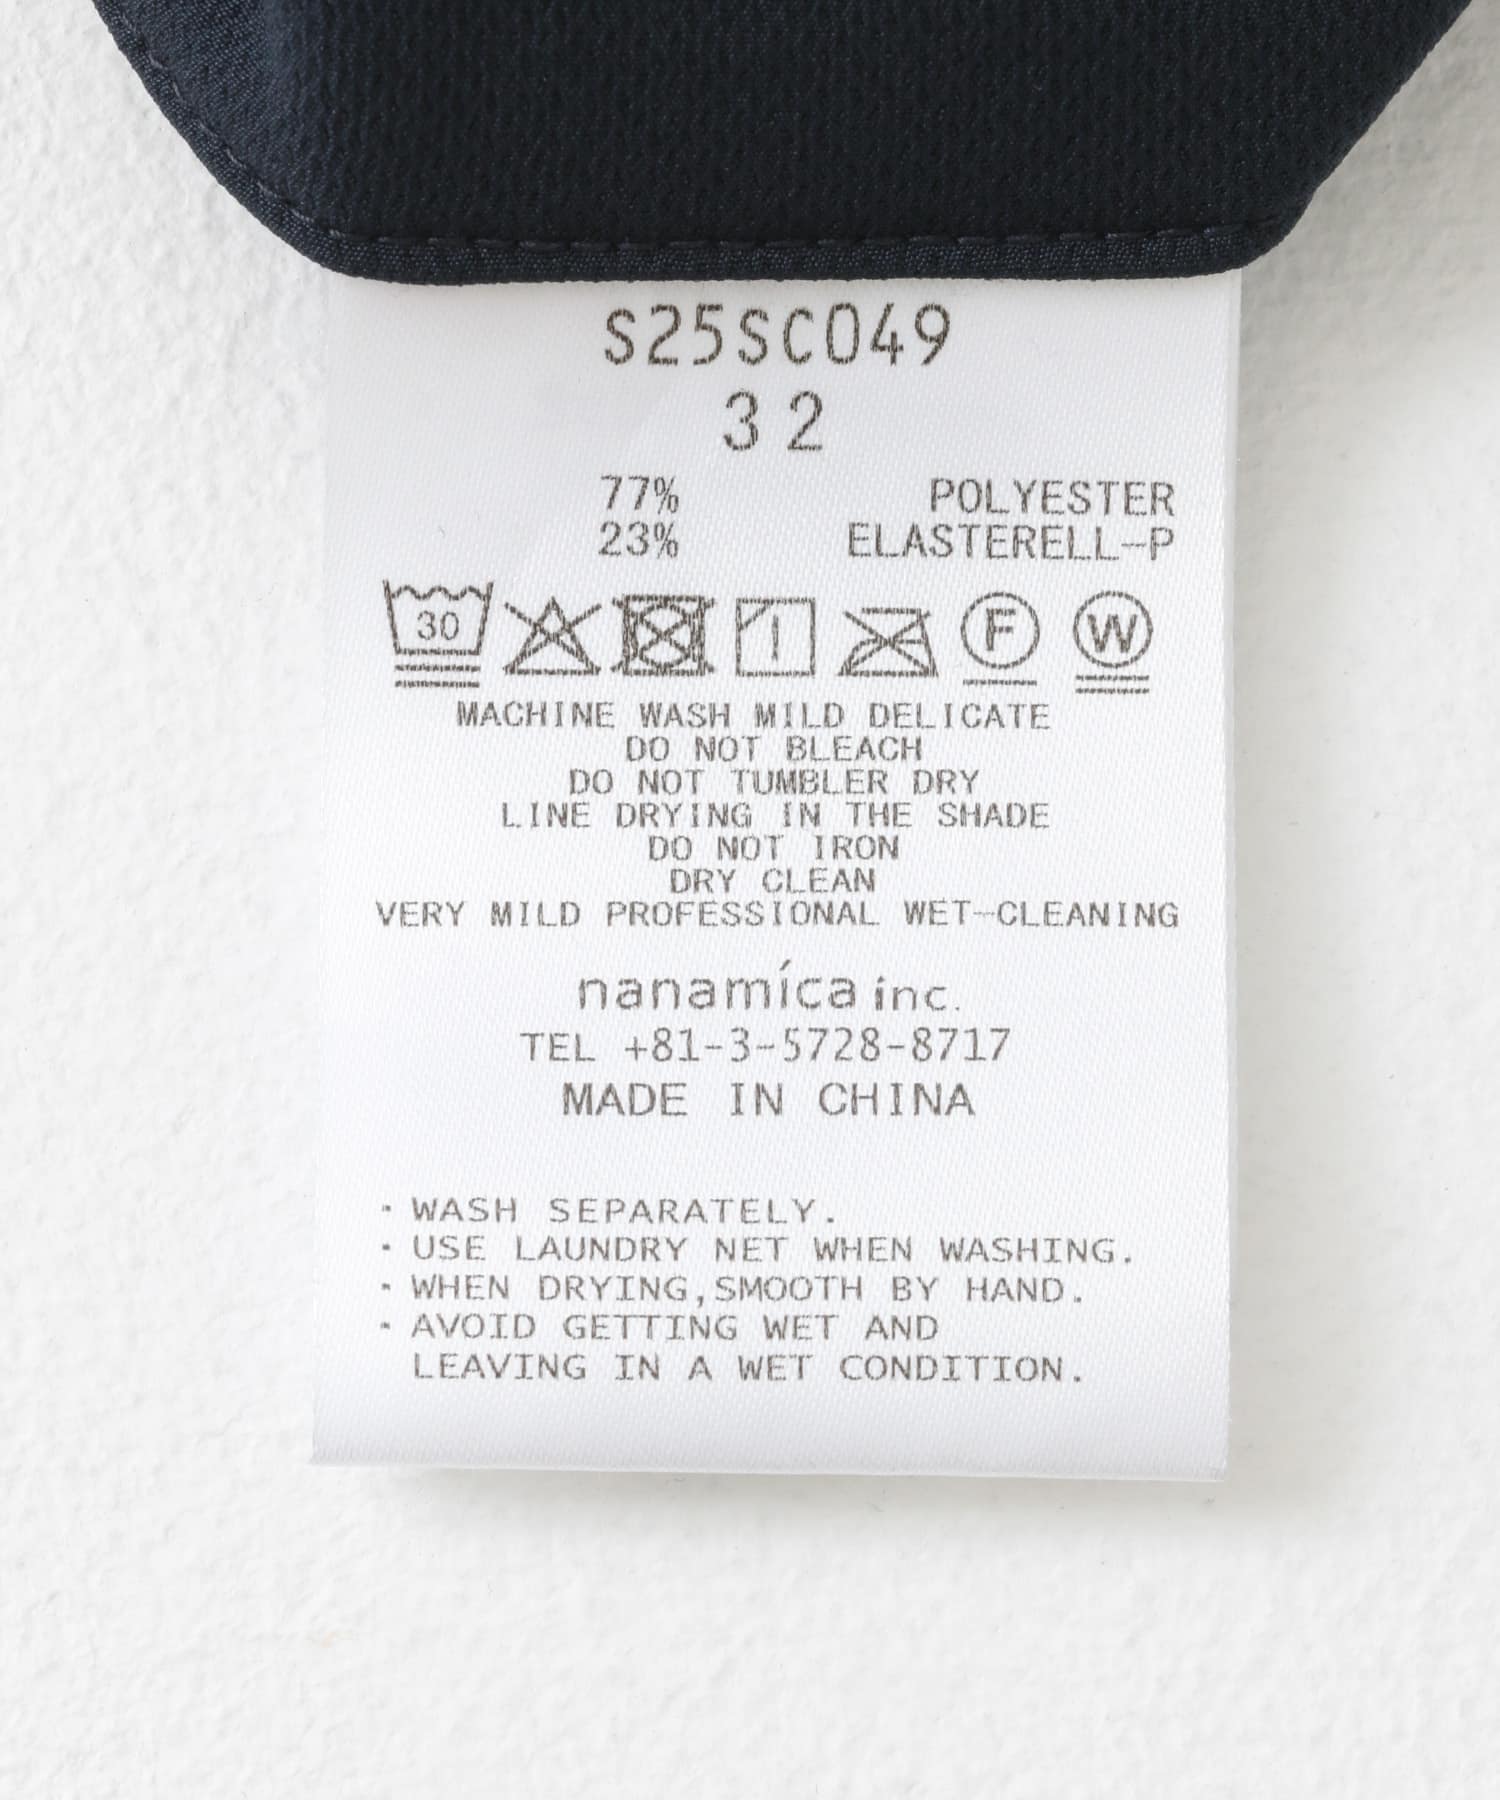 S25SC049
32
77% POLYESTER
23% ELASTERELL-P
30 F W
MACHINE WASH MILD DELICATE
DO NOT BLEACH
DO NOT TUMBLER DRY
LINE DRYING IN THE SHADE
DO NOT IRON
DRY CLEAN
VERY MILD PROFESSIONAL WET-CLEANING
nanamíca inc.
TEL +81-3-5728-8717
MADE IN CHINA
・WASH SEPARATELY.
・USE LAUNDRY NET WHEN WASHING.
・WHEN DRYING,SMOOTH BY HAND.
・AVOID GETTING WET AND
LEAVING IN A WET CONDITION.